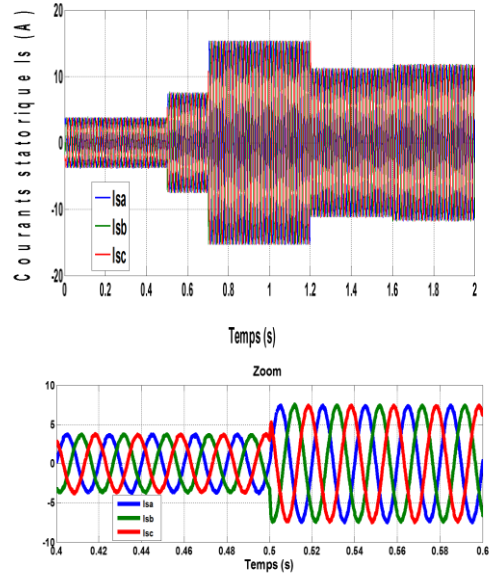 Courants statorique Is (A)
20
10
0
-10
-20
Isa
Isb
Isc
0 0.2 0.4 0.6 0.8 1 1.2 1.4 1.6 1.8 2
Temps (s)
Zoom
10
5
0
-5
-10
Isa
Isb
Isc
0.4 0.42 0.44 0.46 0.48 0.5 0.52 0.54 0.56 0.58 0.6
Temps (s)